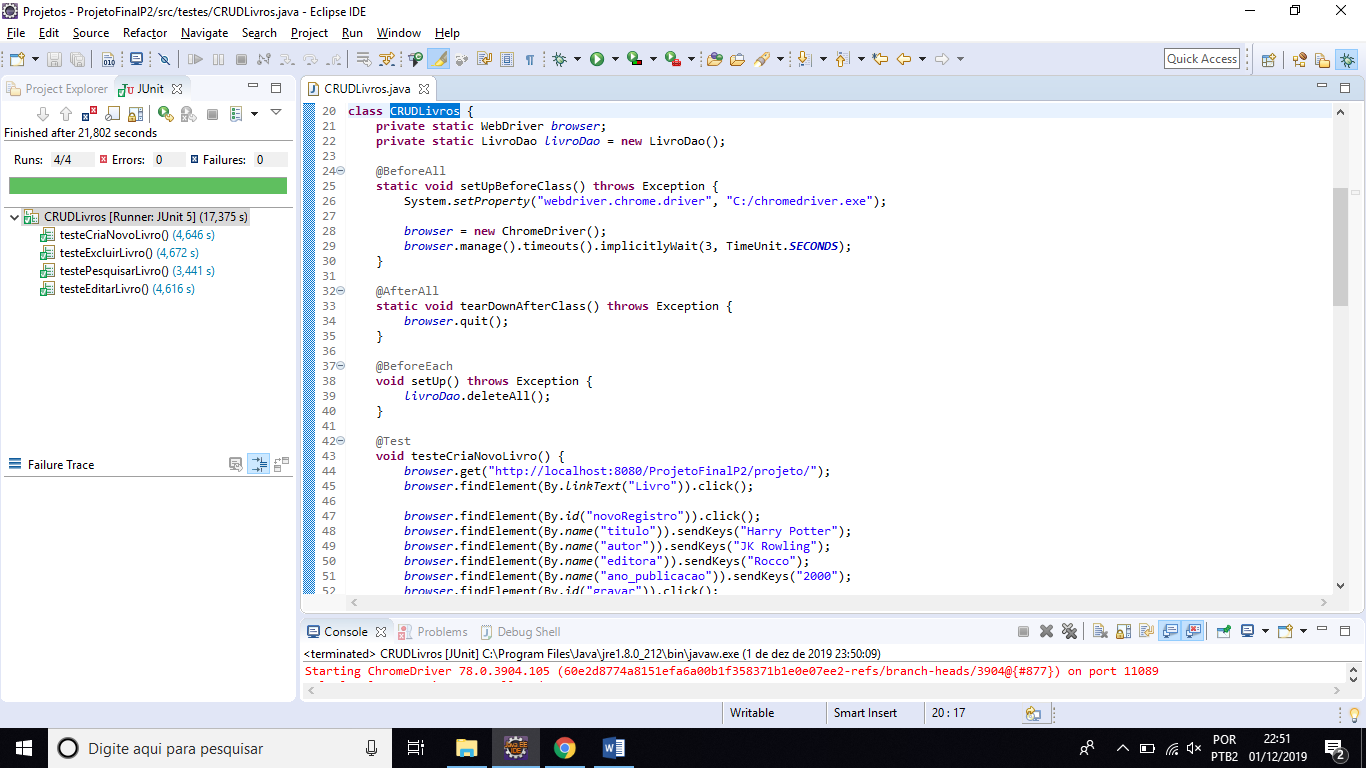 Projetos - ProjetoFinalP2/src/testes/CRUDLivros.java - Eclipse IDE
File Edit Source Refactor Navigate Search Project Run Window Help
Quick Access
Project Explorer JUnit
Finished after 21,802 seconds
Runs: 4/4 Errors: 0 Failures: 0
CRUDLivros [Runner: JUnit 5] (17,375 s)
testeCriaNovoLivro() (4,646 s)
testeExcluirLivro() (4,672 s)
testePesquisarLivro() (3,441 s)
testeEditarLivro() (4,616 s)
Failure Trace
CRUDLivros.java
20 class CRUDLivros {
21 private static WebDriver browser;
22 private static LivroDao livroDao = new LivroDao();
23
24 @BeforeAll
25 static void setUpBeforeClass() throws Exception {
26 System.setProperty("webdriver.chrome.driver", "C:/chromedriver.exe");
27
28 browser = new ChromeDriver();
29 browser.manage().timeouts().implicitlyWait(3, TimeUnit.SECONDS);
30 }
31
32 @AfterAll
33 static void tearDownAfterClass() throws Exception {
34 browser.quit();
35 }
36
37 @BeforeEach
38 void setUp() throws Exception {
39 livroDao.deleteAll();
40 }
41
42 @Test
43 void testeCriaNovoLivro() {
44 browser.get("http://localhost:8080/ProjetoFinalP2/projeto/");
45 browser.findElement(By.linkText("Livro")).click();
46
47 browser.findElement(By.id("novoRegistro")).click();
48 browser.findElement(By.name("titulo")).sendKeys("Harry Potter");
49 browser.findElement(By.name("autor")).sendKeys("JK Rowling");
50 browser.findElement(By.name("editora")).sendKeys("Rocco");
51 browser.findElement(By.name("ano_publicacao")).sendKeys("2000");
52 browser.findElement(By.id("gravar")).click();
Console Problems Debug Shell
<terminated> CRUDLivros [JUnit] C:\Program Files\Java\jre1.8.0_212\bin\javaw.exe (1 de dez de 2019 23:50:09)
Starting ChromeDriver 78.0.3904.105 (60e2d8774a8151efa6a00b1f358371b1e0e07ee2-refs/branch-heads/3904@{#877}) on port 11089
Writable Smart Insert 20 : 17
Digite aqui para pesquisar
POR 22:51
PTB2 01/12/2019
2